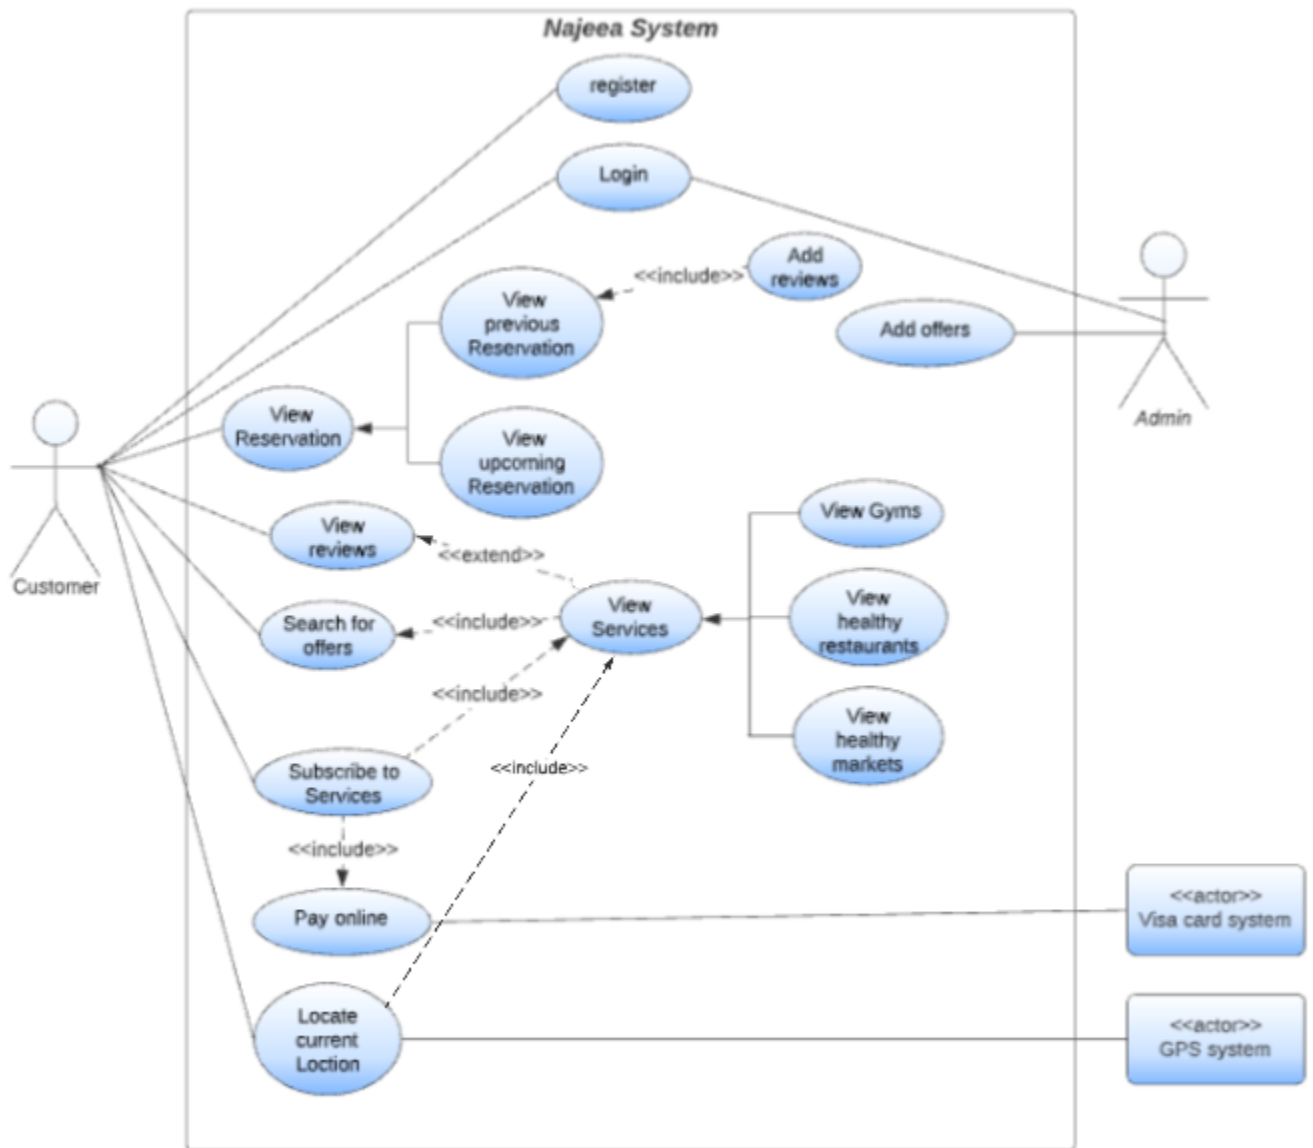 Najeea System
register
Login
Add
reviews
<<include>>
View
previous
Reservation
Add offers
Admin
View
Reservation
View
upcoming
Reservation
View Gyms
View
reviews
<<extend>>
Customer
View
Services
View
healthy
restaurants
Search for
offers
<<include>>
<<include>>
View
healthy
markets
Subscribe to
Services
<<include>>
<<include>>
Pay online
<<actor>>
Visa card system
Locate
current
Loction
<<actor>>
GPS system